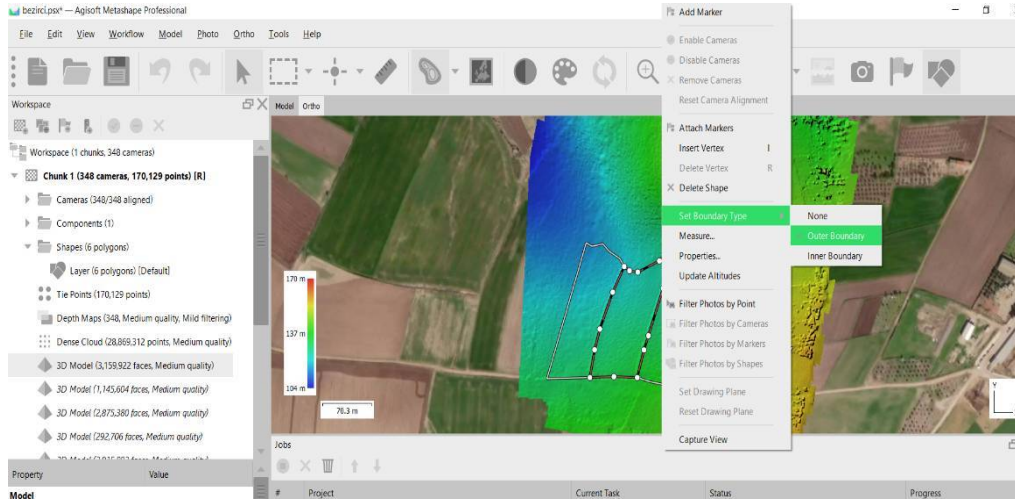 bezirci.psx* — Agisoft Metashape Professional
File Edit View Workflow Model Photo Ortho Tools Help
Workspace
Workspace (1 chunks, 348 cameras)
Chunk 1 (348 cameras, 170,129 points) [R]
Cameras (348/348 aligned)
Components (1)
Shapes (6 polygons)
Layer (6 polygons) [Default]
Tie Points (170,129 points)
Depth Maps (348, Medium quality, Mild filtering)
Dense Cloud (28,869,312 points, Medium quality)
3D Model (3,159,922 faces, Medium quality)
3D Model (1,145,604 faces, Medium quality)
3D Model (2,875,380 faces, Medium quality)
3D Model (292,706 faces, Medium quality)
Property Value
Model
Model Ortho
170 m
137 m
104 m
70.3 m
Add Marker
Enable Cameras
Disable Cameras
Remove Cameras
Reset Camera Alignment
Attach Markers
Insert Vertex I
Delete Vertex R
Delete Shape
Set Boundary Type
Measure...
Properties...
Update Altitudes
Filter Photos by Point
Filter Photos by Cameras
Filter Photos by Markers
Filter Photos by Shapes
Set Drawing Plane
Reset Drawing Plane
Capture View
None
Outer Boundary
Inner Boundary
Y
Jobs
# Project Current Task Status Progress